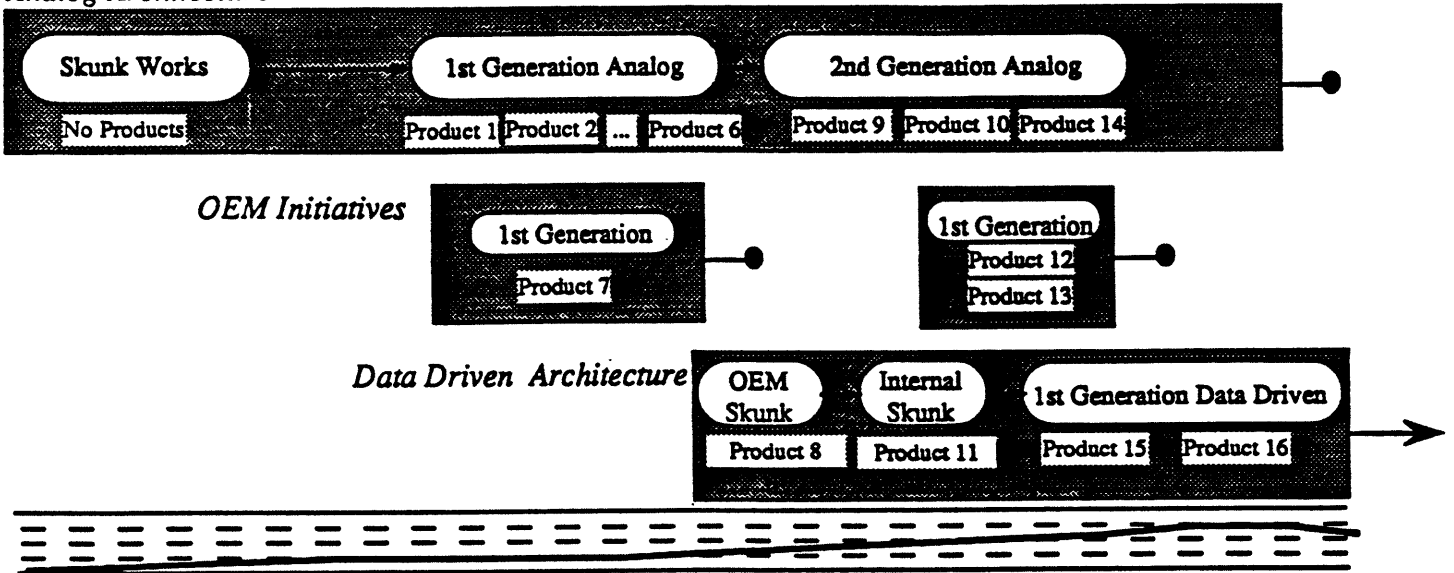 Skunk Works
1st Generation Analog
2nd Generation Analog
No Products
Product 1 Product 2 ... Product 6
Product 9 Product 10 Product 14
OEM Initiatives
1st Generation
Product 7
1st Generation
Product 12
Product 13
Data Driven Architecture
OEM
Skunk
Internal
Skunk
1st Generation Data Driven
Product 8
Product 11
Product 15
Product 16